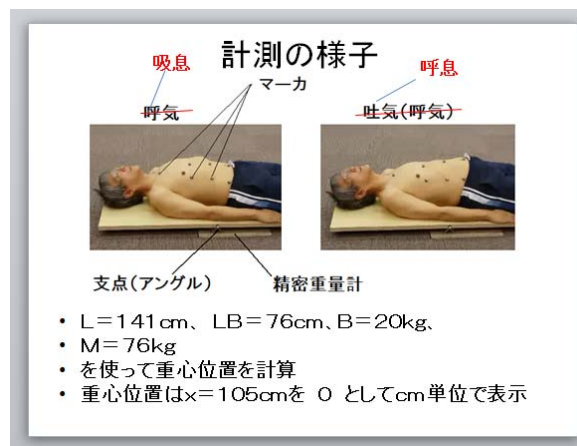 計測の様子
吸息
呼息
マーカ
呼気
吐気(呼気)
支点(アングル)
精密重量計
• L=141cm、 LB=76cm、B=20kg、
• M=76kg
• を使って重心位置を計算
• 重心位置はx=105cmを 0 としてcm単位で表示